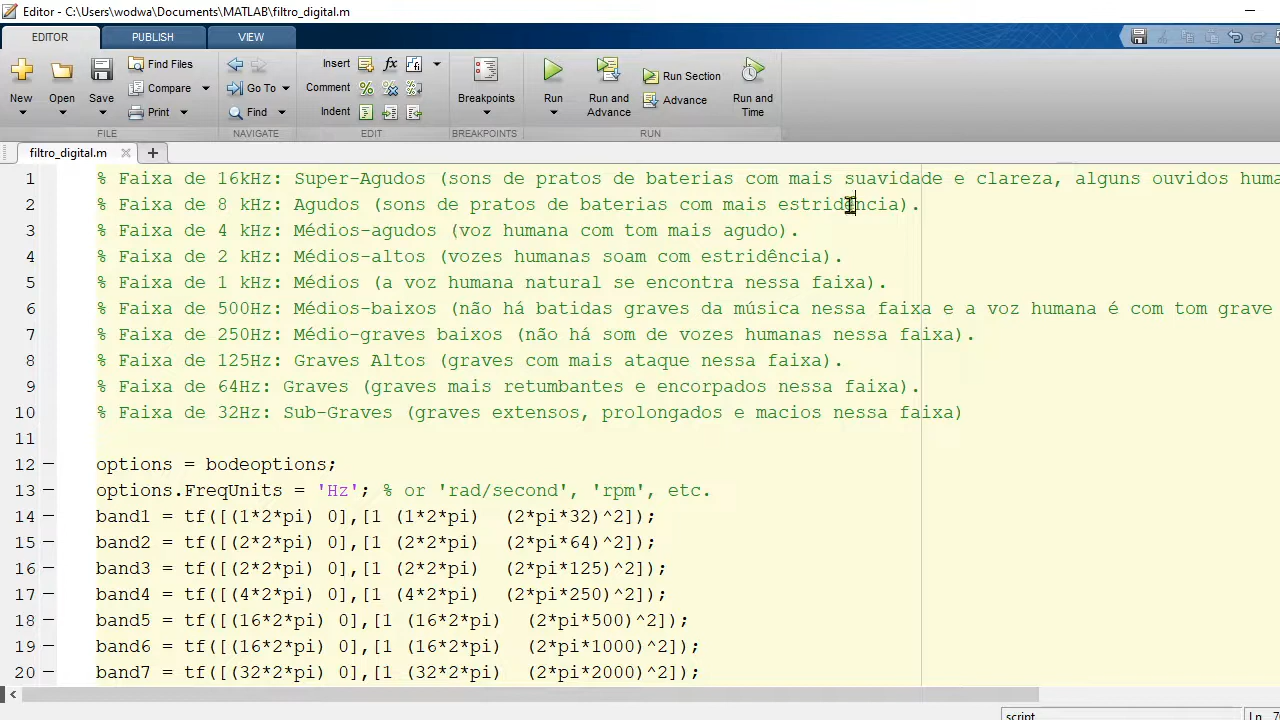 Editor - C:\Users\wodwa\Documents\MATLAB\filtro_digital.m
EDITOR PUBLISH VIEW
New Open Save Find Files Compare Print Go To Find Insert fx Comment Indent Breakpoints Run Run and Advance Run Section Advance Run and Time
FILE NAVIGATE EDIT BREAKPOINTS RUN
filtro_digital.m
1 % Faixa de 16kHz: Super-Agudos (sons de pratos de baterias com mais suavidade e clareza, alguns ouvidos huma
2 % Faixa de 8 kHz: Agudos (sons de pratos de baterias com mais estridência).
3 % Faixa de 4 kHz: Médios-agudos (voz humana com tom mais agudo).
4 % Faixa de 2 kHz: Médios-altos (vozes humanas soam com estridência).
5 % Faixa de 1 kHz: Médios (a voz humana natural se encontra nessa faixa).
6 % Faixa de 500Hz: Médios-baixos (não há batidas graves da música nessa faixa e a voz humana é com tom grave
7 % Faixa de 250Hz: Médio-graves baixos (não há som de vozes humanas nessa faixa).
8 % Faixa de 125Hz: Graves Altos (graves com mais ataque nessa faixa).
9 % Faixa de 64Hz: Graves (graves mais retumbantes e encorpados nessa faixa).
10 % Faixa de 32Hz: Sub-Graves (graves extensos, prolongados e macios nessa faixa)
11
12 options = bodeoptions;
13 options.FreqUnits = 'Hz'; % or 'rad/second', 'rpm', etc.
14 band1 = tf([(1*2*pi) 0],[1 (1*2*pi)  (2*pi*32)^2]);
15 band2 = tf([(2*2*pi) 0],[1 (2*2*pi)  (2*pi*64)^2]);
16 band3 = tf([(2*2*pi) 0],[1 (2*2*pi)  (2*pi*125)^2]);
17 band4 = tf([(4*2*pi) 0],[1 (4*2*pi)  (2*pi*250)^2]);
18 band5 = tf([(16*2*pi) 0],[1 (16*2*pi)  (2*pi*500)^2]);
19 band6 = tf([(16*2*pi) 0],[1 (16*2*pi)  (2*pi*1000)^2]);
20 band7 = tf([(32*2*pi) 0],[1 (32*2*pi)  (2*pi*2000)^2]);
script Ln 7